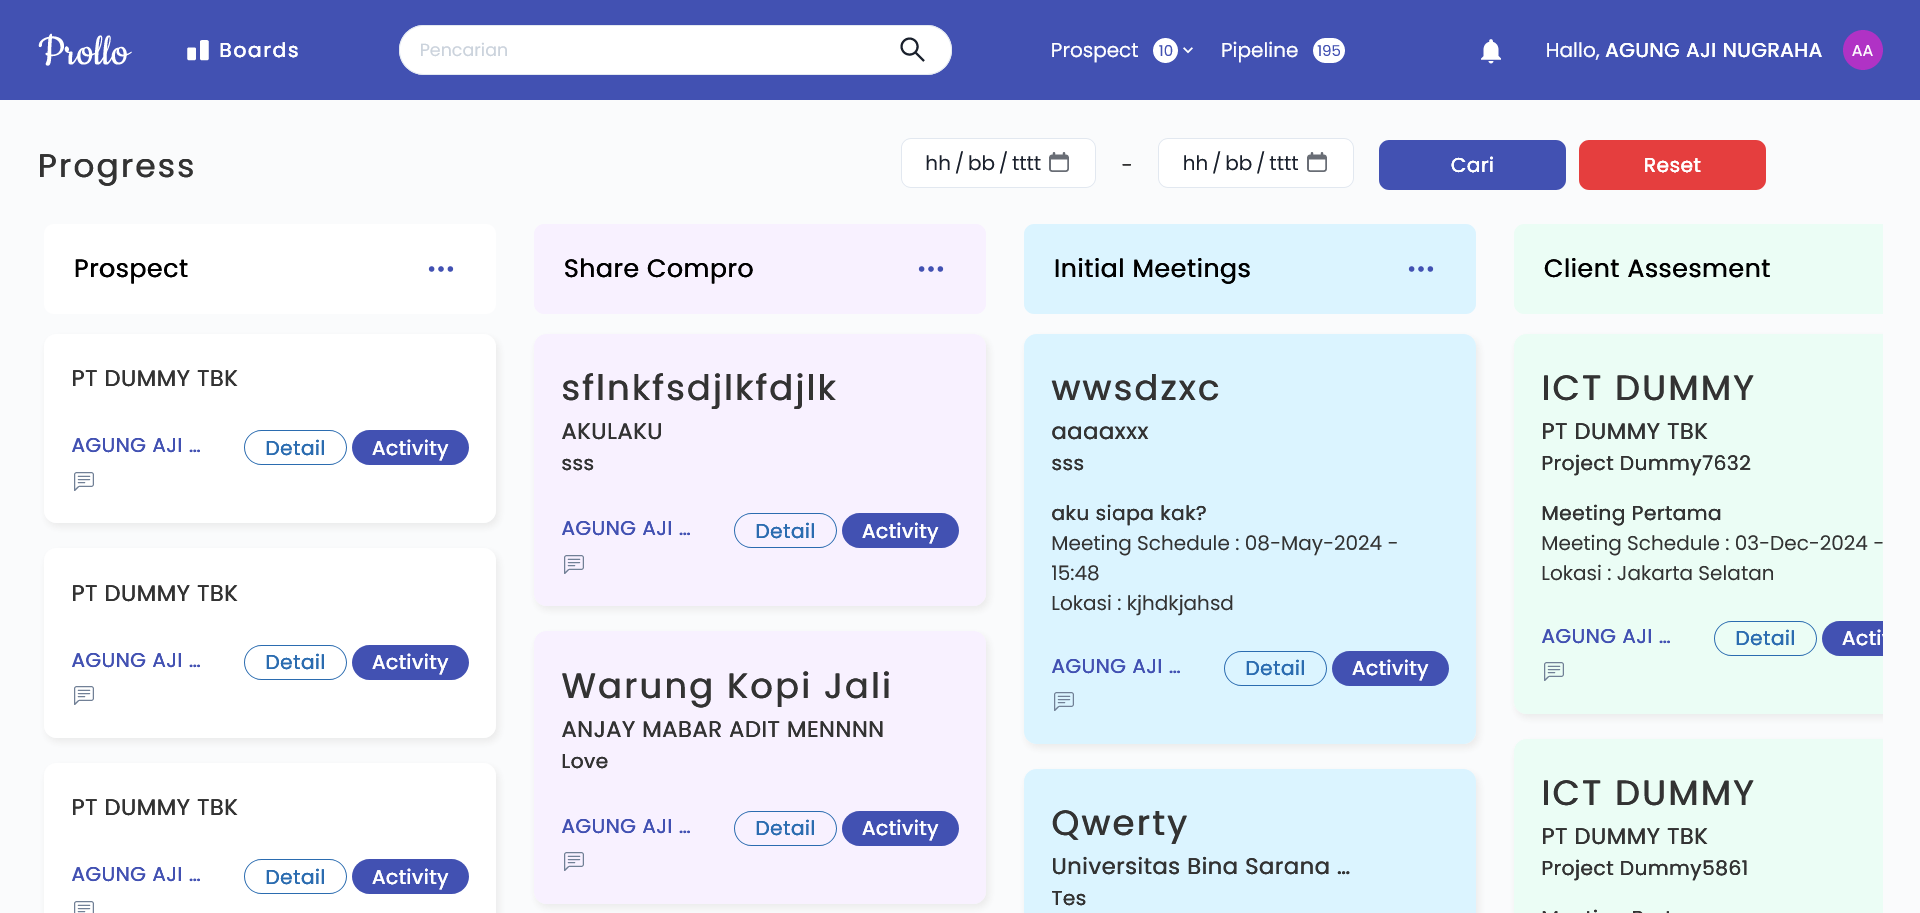 Prollo
Boards
Pencarian
Prospect 10
Pipeline 195
Hallo, AGUNG AJI NUGRAHA
AA
Progress
hh/bb/tttt
-
hh/bb/tttt
Cari
Reset
Prospect
PT DUMMY TBK
AGUNG AJI ...
Detail
Activity
PT DUMMY TBK
AGUNG AJI ...
Detail
Activity
PT DUMMY TBK
AGUNG AJI ...
Detail
Activity
Share Compro
sflnkfsdjlkfdjlk
AKULAKU
sss
AGUNG AJI ...
Detail
Activity
Warung Kopi Jali
ANJAY MABAR ADIT MENNNN
Love
AGUNG AJI ...
Detail
Activity
Initial Meetings
wwsdzxc
aaaaxxx
sss
aku siapa kak?
Meeting Schedule : 08-May-2024 -
15:48
Lokasi : kjhdkjahsd
AGUNG AJI ...
Detail
Activity
Qwerty
Universitas Bina Sarana ...
Tes
Client Assesment
ICT DUMMY
PT DUMMY TBK
Project Dummy7632
Meeting Pertama
Meeting Schedule : 03-Dec-2024 -
Lokasi : Jakarta Selatan
AGUNG AJI ...
Detail
ICT DUMMY
PT DUMMY TBK
Project Dummy5861